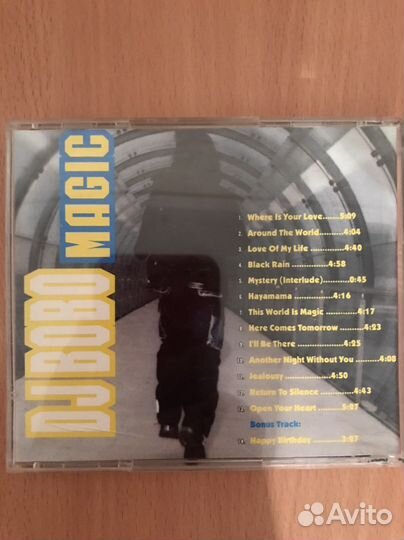 DJ BOBO
MAGIC
1. Where Is Your Love.......5:09
2. Around The World..........4:04
3. Love Of My Life ..............4:40
4. Black Rain ...............4:58
5. Mystery (Interlude)...........0:45
6. Hayamama ................4:16
7. This World Is Magic ..........4:17
8. Here Comes Tomorrow ..........4:23
9. I'll Be There ................4:25
10. Another Night Without You ..........4:08
11. Jealousy ...................4:50
12. Return To Silence ............4:43
13. Open Your Heart ..........5:27
Bonus Track:
14. Happy Birthday ............3:07
Avito